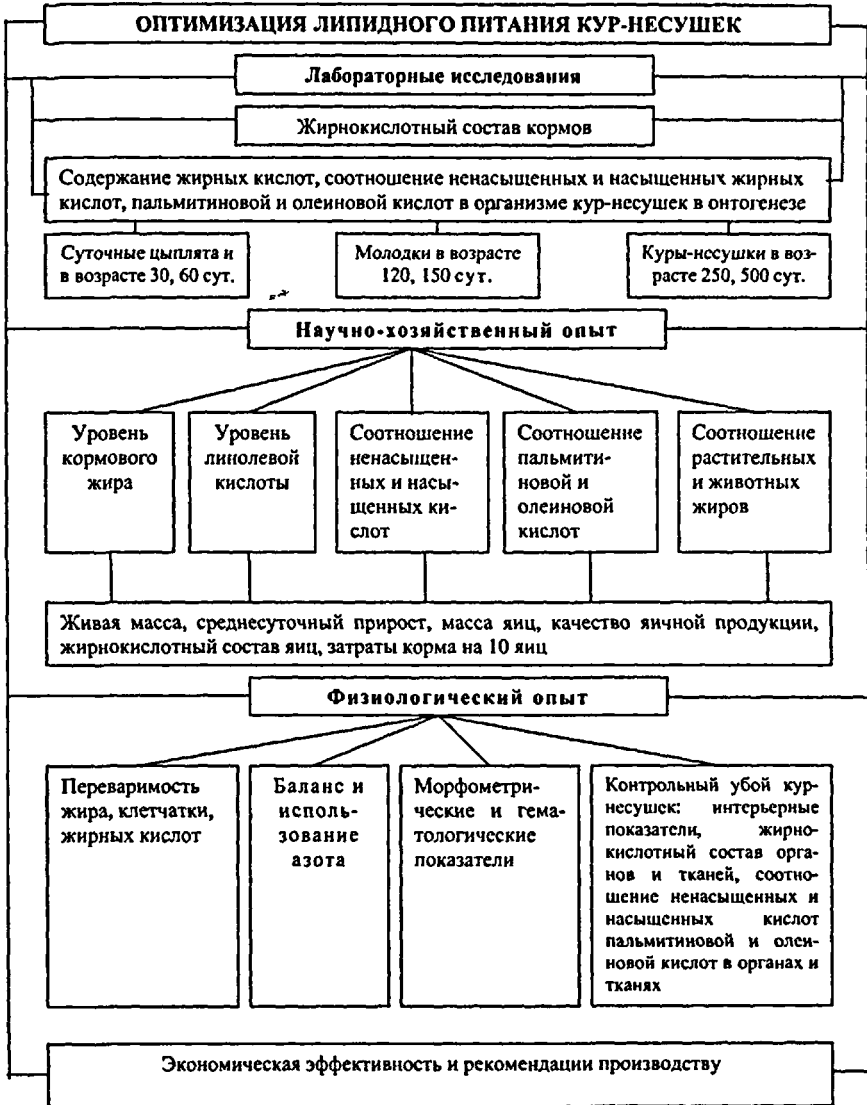 ОПТИМИЗАЦИЯ ЛИПИДНОГО ПИТАНИЯ КУР-НЕСУШЕК
Лабораторные исследования
Жирнокислотный состав кормов
Содержание жирных кислот, соотношение ненасыщенных и насыщенных жирных
кислот, пальмитиновой и олеиновой кислот в организме кур-несушек в онтогенезе
Суточные цыплята и
в возрасте 30, 60 сут.
Молодки в возрасте
120, 150 сут.
Куры-несушки в воз-
расте 250, 500 сут.
Научно-хозяйственный опыт
Уровень
кормового
жира
Уровень
линолевой
кислоты
Соотношение
ненасыщен-
ных и насы-
щенных ки-
слот
Соотношение
пальмити-
новой и
олеиновой
кислот
Соотношение
растительных
и животных
жиров
Живая масса, среднесуточный прирост, масса яиц, качество яичной продукции,
жирнокислотный состав яиц, затраты корма на 10 яиц
Физиологический опыт
Переваримость
жира, клетчатки,
жирных кислот
Баланс и
исполь-
зование
азота
Морфометри-
ческие и гема-
тологические
показатели
Контрольный убой кур-
несушек: интерьерные
показатели, жирно-
кислотный состав орга-
нов и тканей, соотно-
шение ненасыщенных и
насыщенных кислот
пальмитиновой и олеи-
новой кислот в органах и
тканях
Экономическая эффективность и рекомендации производству